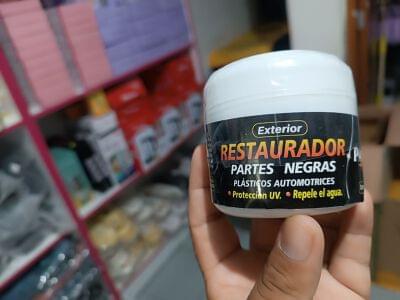 Exterior
RESTAURADOR
PARTES NEGRAS
PLÁSTICOS AUTOMOTRICES
• Protección UV. • Repele el agua.